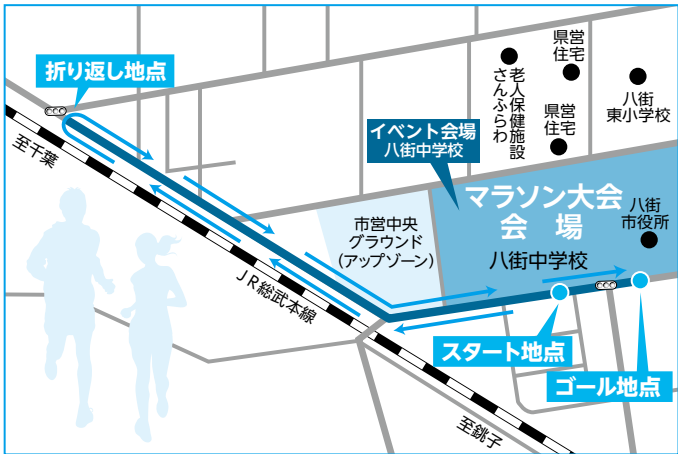 折り返し地点
至千葉
イベント会場
八街中学校
老人保健施設
さんふらわ
県営
住宅
県営
住宅
八街
東小学校
マラソン大会
会 場
八街中学校
八街
市役所
市営中央
グラウンド
(アップゾーン)
JR総武本線
スタート地点
ゴール地点
至銚子